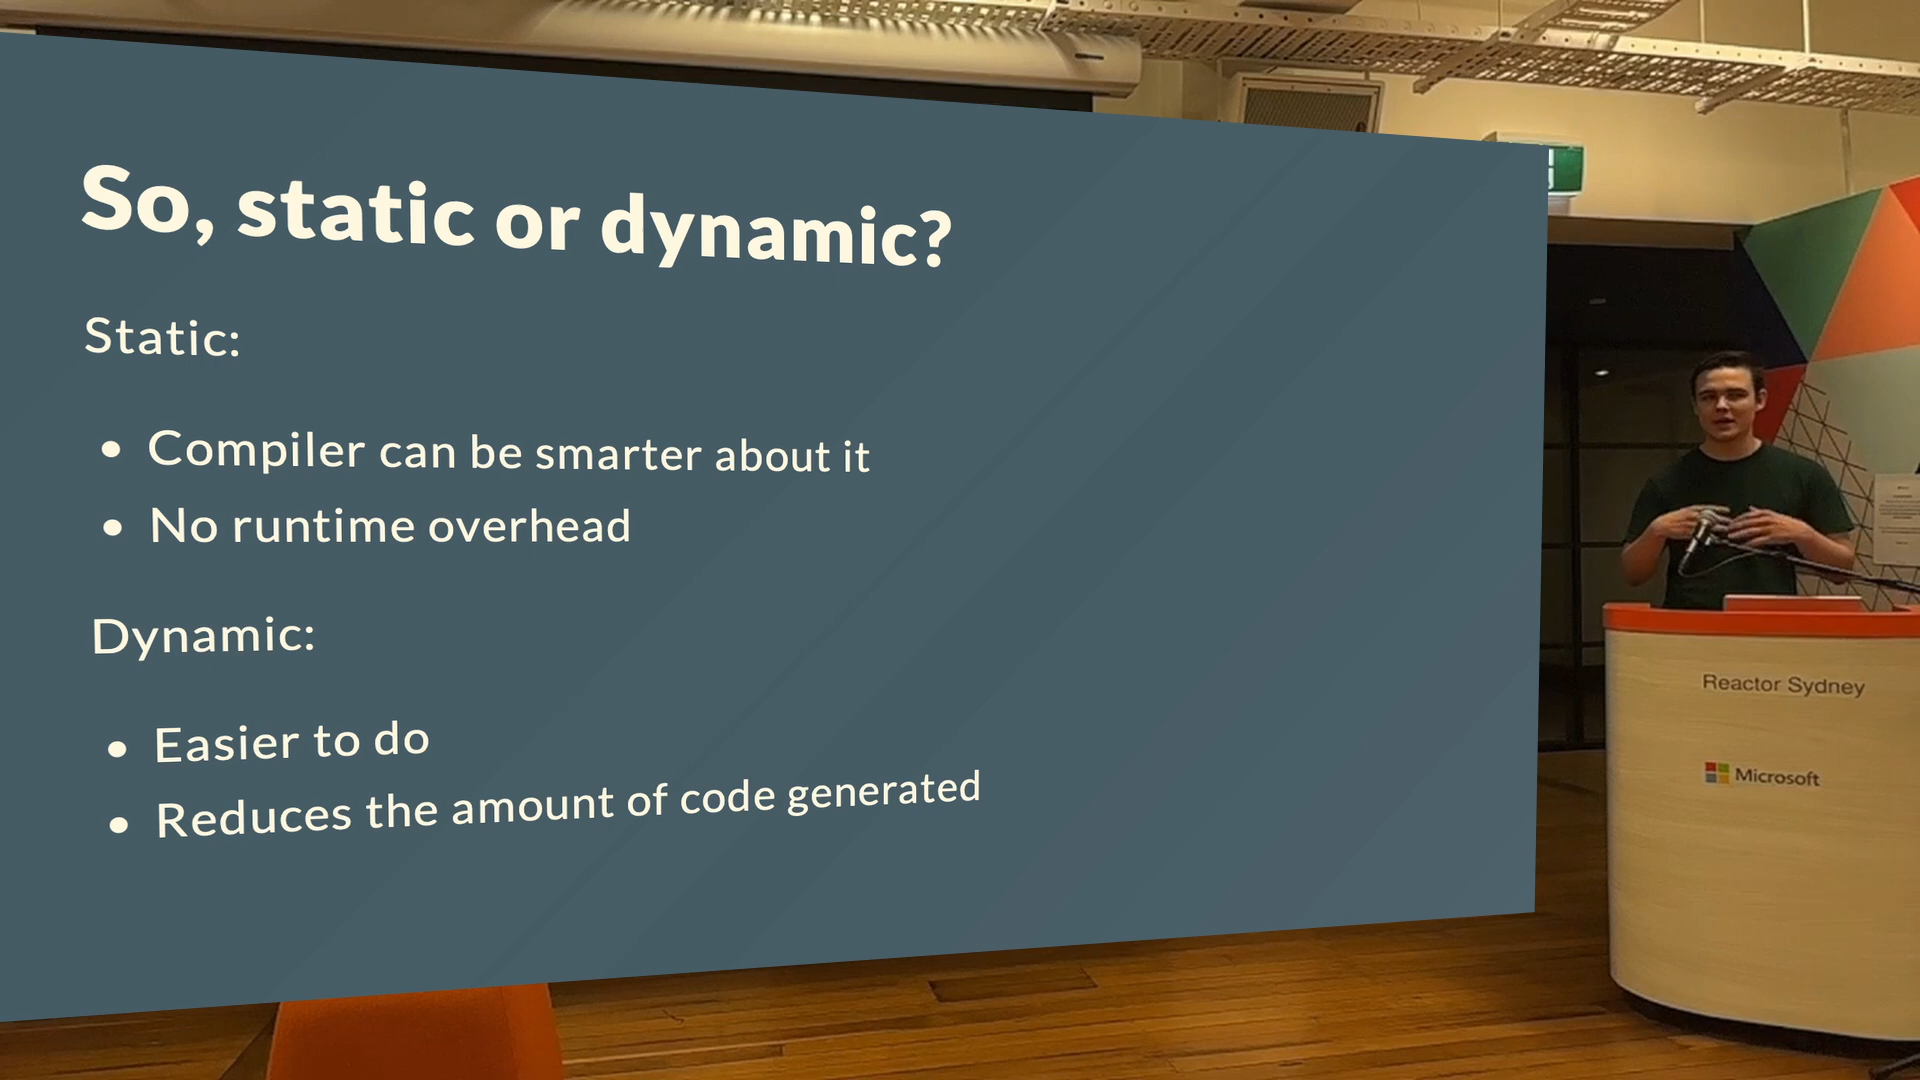 So, static or dynamic?
Static:
• Compiler can be smarter about it
• No runtime overhead
Dynamic:
• Easier to do
• Reduces the amount of code generated
Reactor Sydney
Microsoft